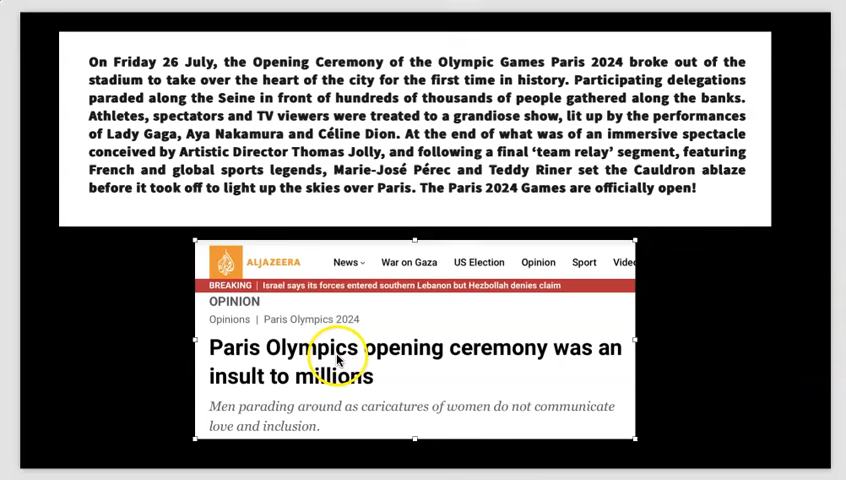 On Friday 26 July, the Opening Ceremony of the Olympic Games Paris 2024 broke out of the
stadium to take over the heart of the city for the first time in history. Participating delegations
paraded along the Seine in front of hundreds of thousands of people gathered along the banks.
Athletes, spectators and TV viewers were treated to a grandiose show, lit up by the performances
of Lady Gaga, Aya Nakamura and Céline Dion. At the end of what was of an immersive spectacle
conceived by Artistic Director Thomas Jolly, and following a final ‘team relay’ segment, featuring
French and global sports legends, Marie-José Pérec and Teddy Riner set the Cauldron ablaze
before it took off to light up the skies over Paris. The Paris 2024 Games are officially open!
ALJAZEERA News War on Gaza US Election Opinion Sport Video
BREAKING | Israel says its forces entered southern Lebanon but Hezbollah denies claim
OPINION
Opinions | Paris Olympics 2024
Paris Olympics opening ceremony was an
insult to millions
Men parading around as caricatures of women do not communicate
love and inclusion.